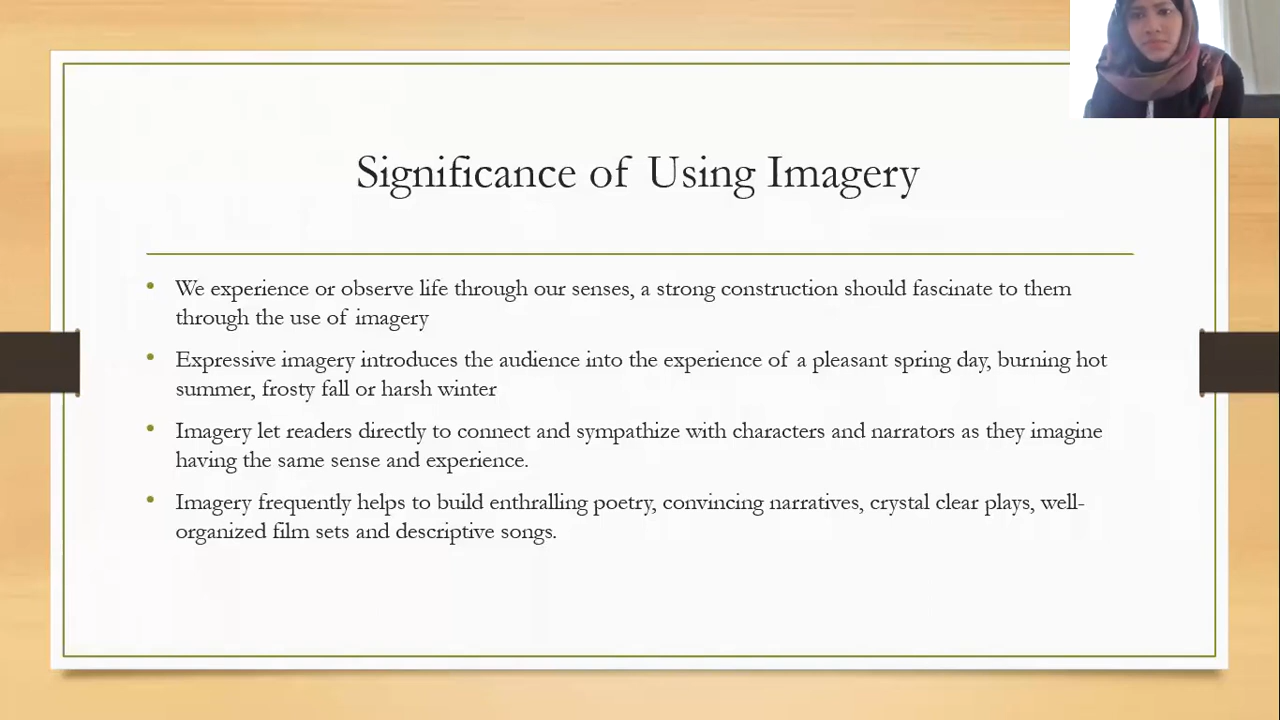 Significance of Using Imagery
• We experience or observe life through our senses, a strong construction should fascinate to them
through the use of imagery
• Expressive imagery introduces the audience into the experience of a pleasant spring day, burning hot
summer, frosty fall or harsh winter
• Imagery let readers directly to connect and sympathize with characters and narrators as they imagine
having the same sense and experience.
• Imagery frequently helps to build enthralling poetry, convincing narratives, crystal clear plays, well-
organized film sets and descriptive songs.